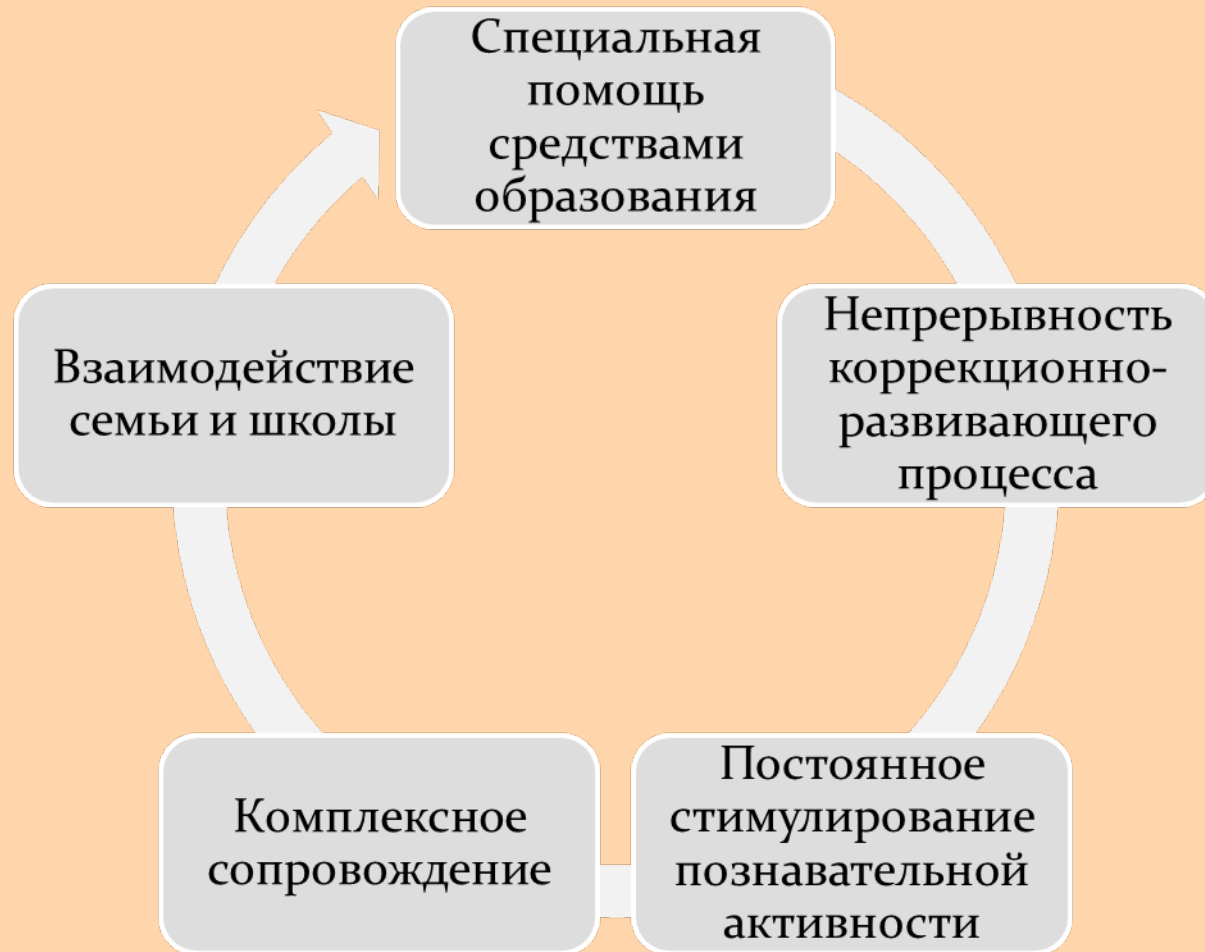 Специальная
помощь
средствами
образования
Непрерывность
коррекционно-
развивающего
процесса
Постоянное
стимулирование
познавательной
активности
Комплексное
сопровождение
Взаимодействие
семьи и школы